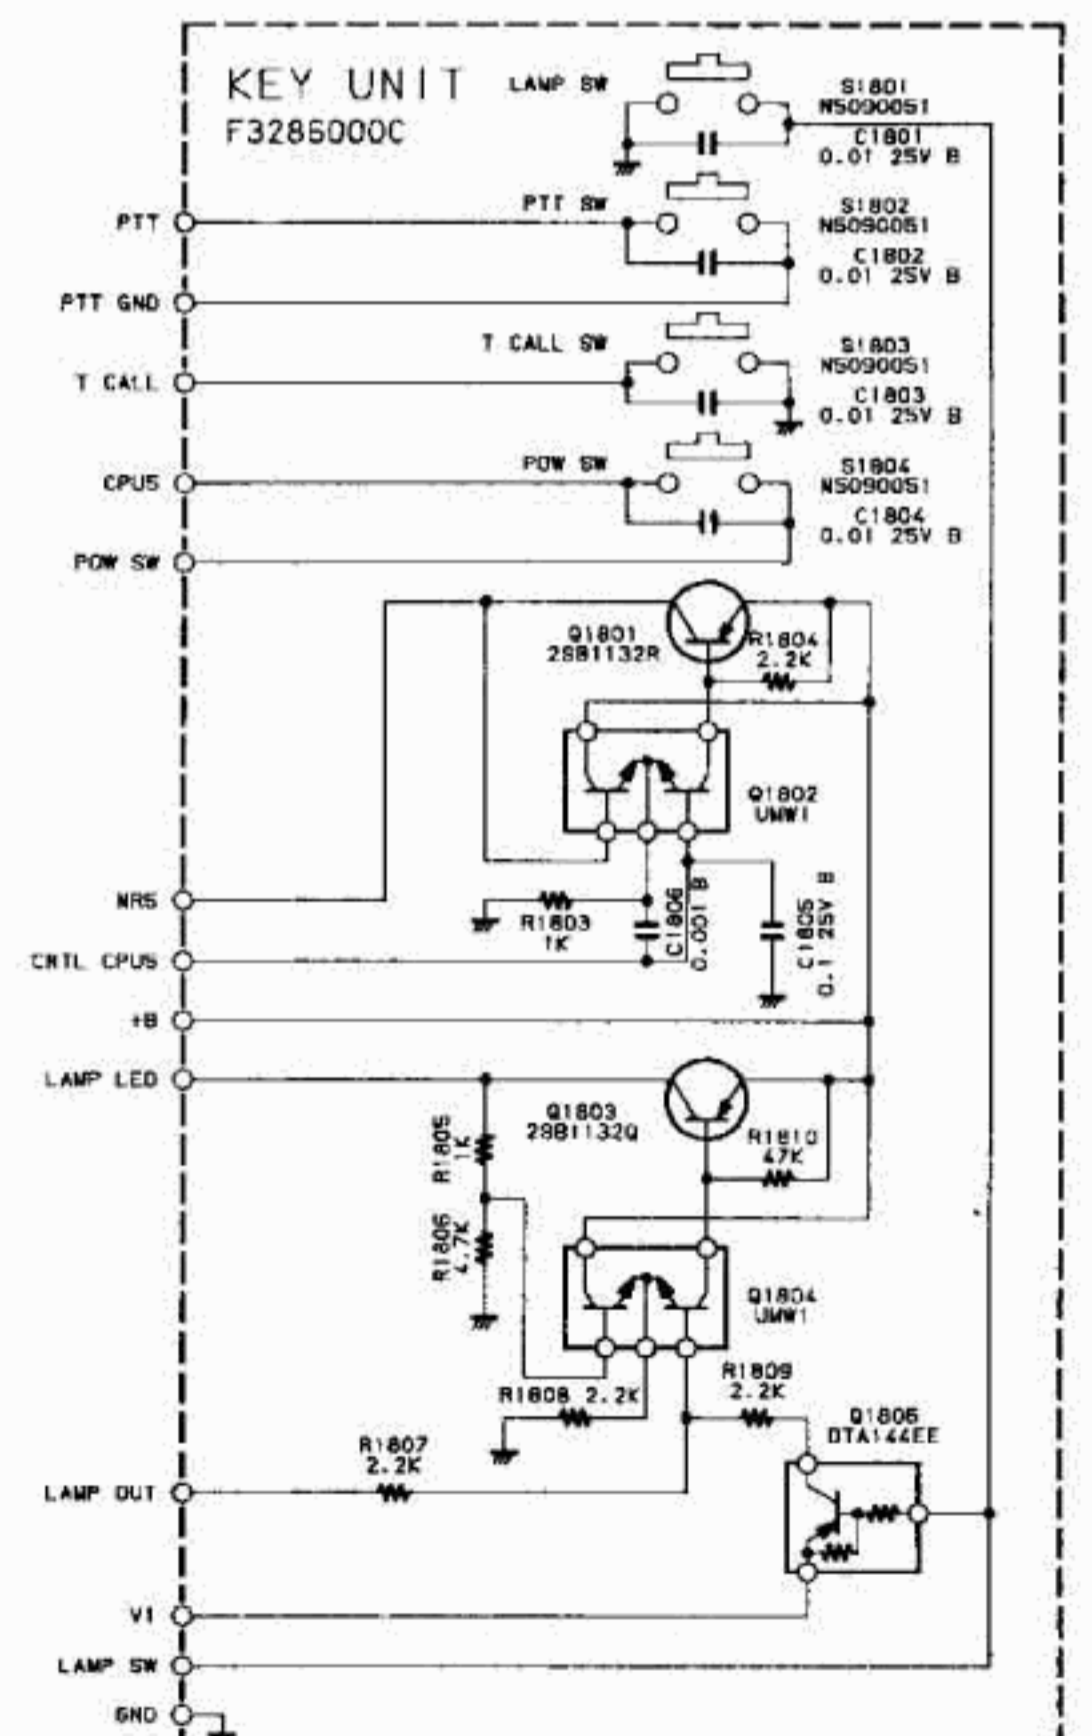 KEY UNIT
F3286000C
LAMP SW
S1801
N5090051
C1801
0.01 25V B
PTT
PTT SW
S1802
N5090051
C1802
0.01 25V B
PTT GND
T CALL SW
S1803
N5090051
T CALL
C1803
0.01 25V B
POW SW
S1804
N5090051
CPU5
C1804
0.01 25V B
POW SW
Q1801
2SB1132R
R1804
2.2K
Q1802
UMW1
MR5
R1803
1K
C1806
0.001 B
C1805
0.1 25V B
CNTL CPU5
+B
LAMP LED
Q1803
2SB1132Q
R1805
1K
R1810
47K
R1806
4.7K
Q1804
UMW1
R1808 2.2K
R1809
2.2K
Q1805
DTA144EE
R1807
2.2K
LAMP OUT
V1
LAMP SW
GND